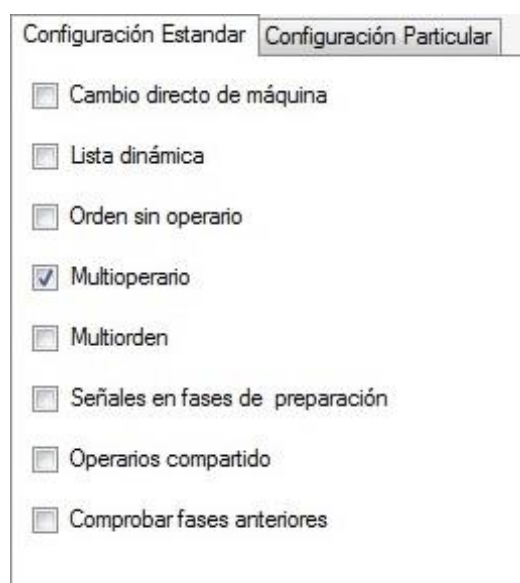 Configuración Estandar Configuración Particular
Cambio directo de máquina
Lista dinámica
Orden sin operario
Multioperario
Multiorden
Señales en fases de preparación
Operarios compartido
Comprobar fases anteriores